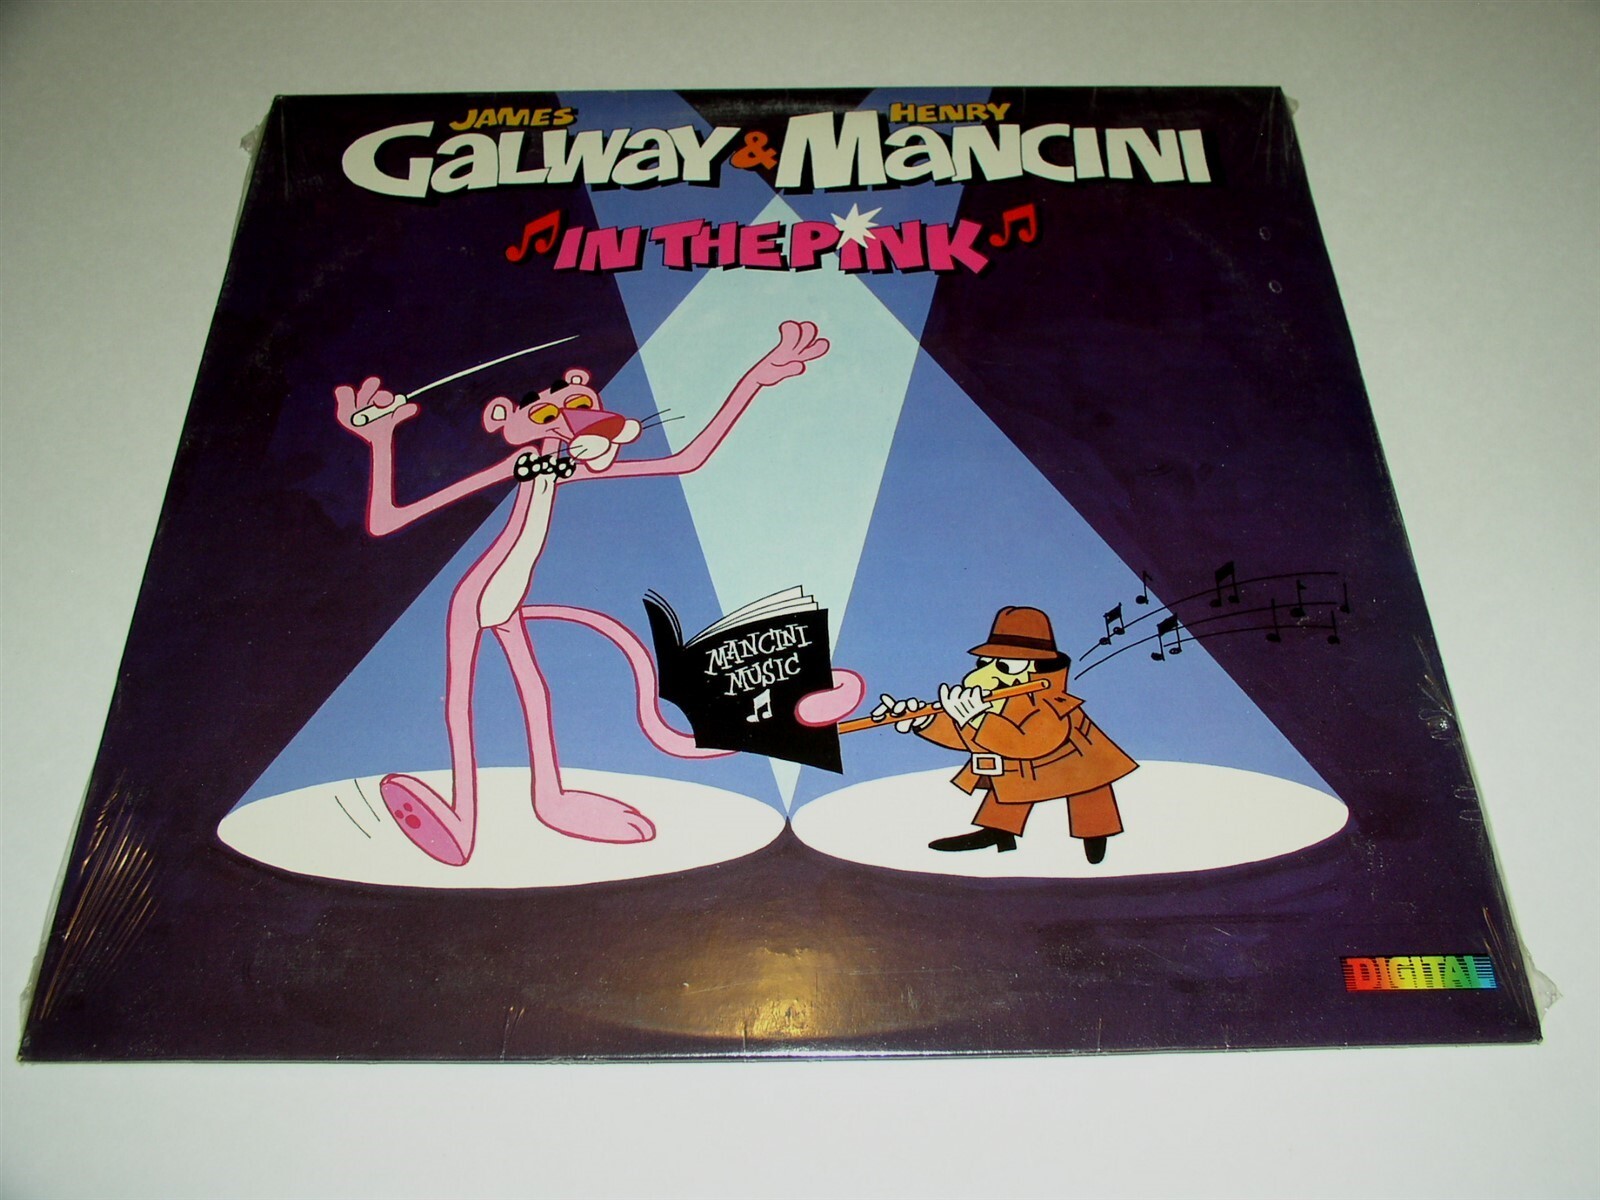 JAMES HENRY
GALWAY & MANCINI
IN THE PINK
MANCINI
MUSIC
DIGITAL